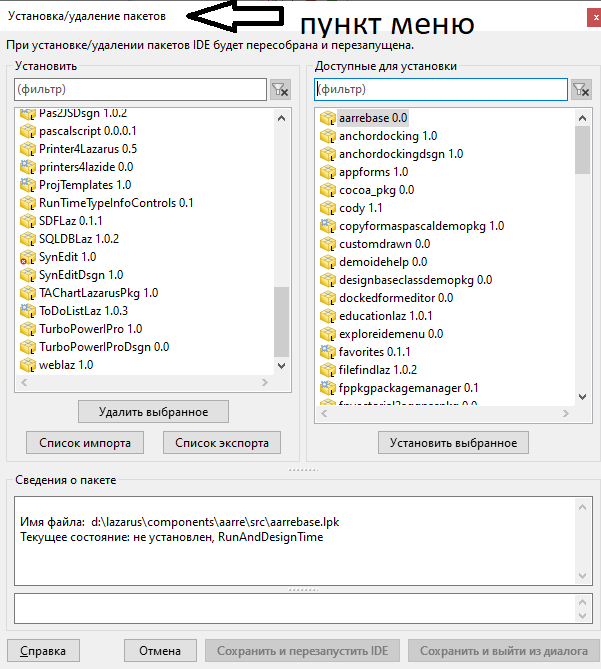 Установка/удаление пакетов
пункт меню
x
При установке/удалении пакетов IDE будет пересобрана и перезапущена.
Установить
(фильтр)
Pas2JSDsgn 1.0.2
pascalscript 0.0.0.1
Printer4Lazarus 0.5
printers4lazide 0.0
ProjTemplates 1.0
RunTimeTypeInfoControls 0.1
SDFLaz 0.1.1
SQLDBLaz 1.0.2
SynEdit 1.0
SynEditDsgn 1.0
TAChartLazarusPkg 1.0
ToDoListLaz 1.0.3
TurboPowerIPro 1.0
TurboPowerIProDsgn 0.0
weblaz 1.0
Удалить выбранное
Список импорта
Список экспорта
Доступные для установки
(фильтр)
aarrebase 0.0
anchordocking 1.0
anchordockingdsgn 1.0
appforms 1.0
cocoa_pkg 0.0
cody 1.1
copyformaspascaldemopkg 1.0
customdrawn 0.0
demoidehelp 0.0
designbaseclassdemopkg 0.0
dockedformeditor 0.0
educationlaz 1.0.1
exploreidemenu 0.0
favorites 0.1.1
filefindlaz 1.0.2
fppkgpackagemanager 0.1
Установить выбранное
Сведения о пакете
Имя файла: d:\lazarus\components\aarre\src\aarrebase.lpk
Текущее состояние: не установлен, RunAndDesignTime
Справка
Отмена
Сохранить и перезапустить IDE
Сохранить и выйти из диалога